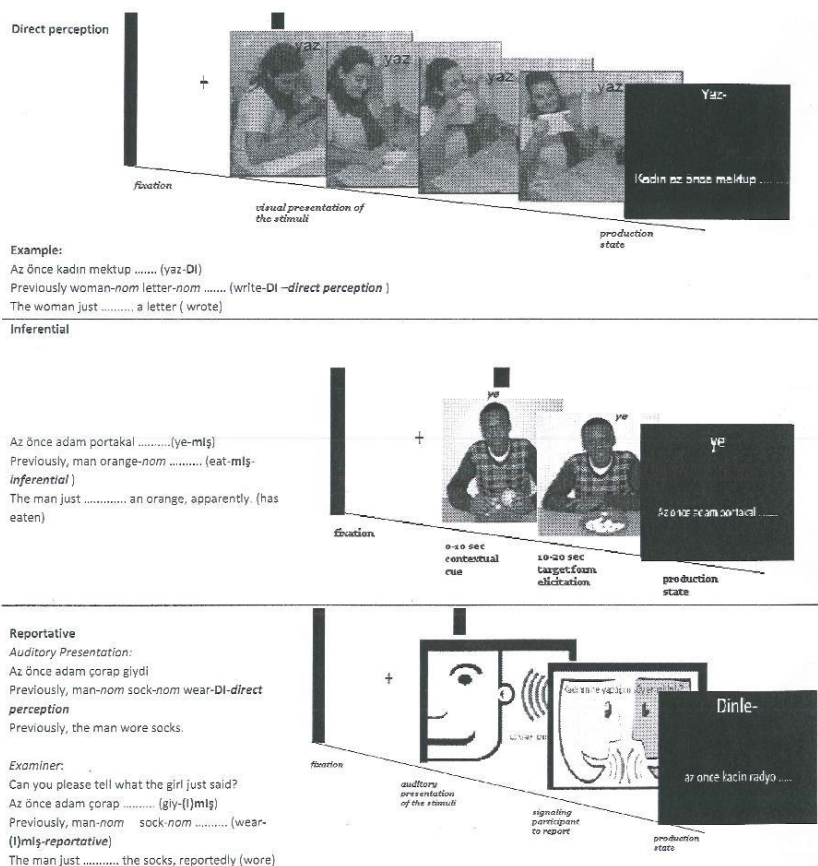 Direct perception
+
yaz
yaz
yaz
yaz
Yaz-
Kadın az önce mektup ......
fixation
visual presentation of
the stimuli
production
state
Example:
Az önce kadın mektup ....... (yaz-DI)
Previously woman-nom letter-nom ....... (write-DI –direct perception )
The woman just .......... a letter ( wrote)
Inferential
ye
ye
+
ye
Az önce adam portakal ..........(ye-mış)
Previously, man orange-nom .......... (eat-mış-
inferential )
The man just ............. an orange, apparently. (has
eaten)
Az once adam portakal ......
fixation
0-10 sec
contextual
cue
10-20 sec
target form
elicitation
production
state
Reportative
Auditory Presentation:
Az önce adam çorap giydi
Previously, man-nom sock-nom wear-DI-direct
perception
Previously, the man wore socks.
+
Dinle-
az once kadin radyo .....
fixation
auditory
presentation
of the stimuli
signaling
participant
to report
production
state
Examiner:
Can you please tell what the girl just said?
Az önce adam çorap .......... (giy-(I)mış)
Previously, man-nom sock-nom .......... (wear-
(I)mış-reportative)
The man just ........... the socks, reportedly (wore)